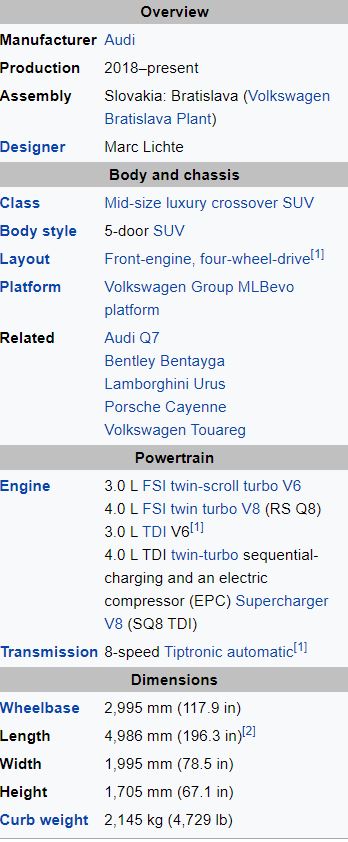 Overview
Manufacturer Audi
Production 2018–present
Assembly Slovakia: Bratislava (Volkswagen
Bratislava Plant)
Designer Marc Lichte
Body and chassis
Class Mid-size luxury crossover SUV
Body style 5-door SUV
Layout Front-engine, four-wheel-drive[1]
Platform Volkswagen Group MLBevo
platform
Related Audi Q7
Bentley Bentayga
Lamborghini Urus
Porsche Cayenne
Volkswagen Touareg
Powertrain
Engine 3.0 L FSI twin-scroll turbo V6
4.0 L FSI twin turbo V8 (RS Q8)
3.0 L TDI V6[1]
4.0 L TDI twin-turbo sequential-
charging and an electric
compressor (EPC) Supercharger
V8 (SQ8 TDI)
Transmission 8-speed Tiptronic automatic[1]
Dimensions
Wheelbase 2,995 mm (117.9 in)
Length 4,986 mm (196.3 in)[2]
Width 1,995 mm (78.5 in)
Height 1,705 mm (67.1 in)
Curb weight 2,145 kg (4,729 lb)